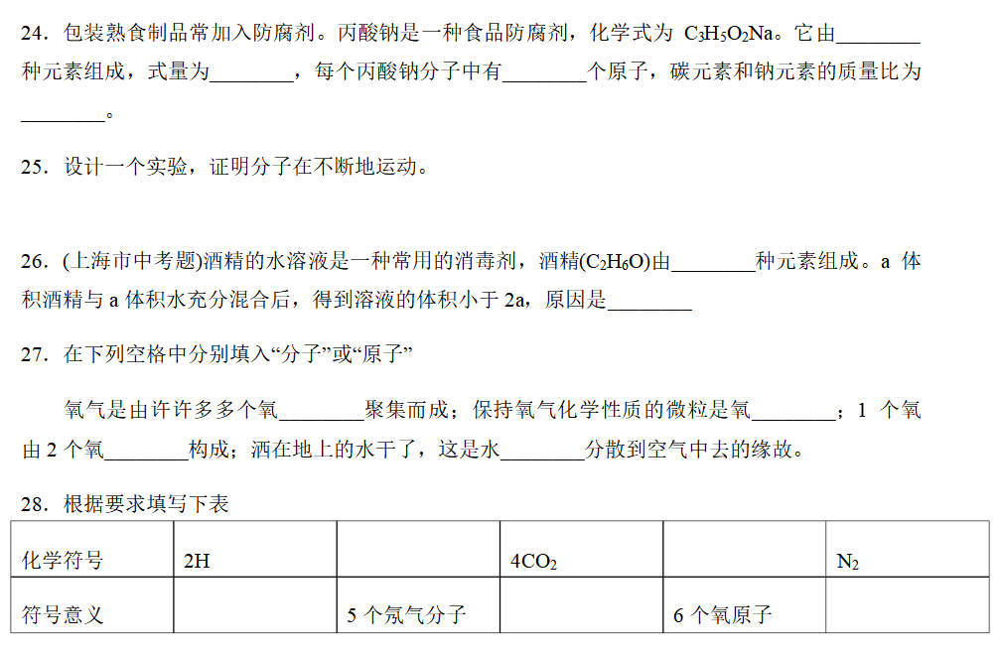 24．包装熟食制品常加入防腐剂。丙酸钠是一种食品防腐剂，化学式为 C₃H₅O₂Na。它由________
种元素组成，式量为________，每个丙酸钠分子中有________个原子，碳元素和钠元素的质量比为
________。
25．设计一个实验，证明分子在不断地运动。
26．(上海市中考题)酒精的水溶液是一种常用的消毒剂，酒精(C₂H₆O)由________种元素组成。a 体
积酒精与 a 体积水充分混合后，得到溶液的体积小于 2a，原因是________
27．在下列空格中分别填入“分子”或“原子”
氧气是由许许多多个氧________聚集而成；保持氧气化学性质的微粒是氧________；1 个氧
由 2 个氧________构成；洒在地上的水干了，这是水________分散到空气中去的缘故。
28．根据要求填写下表
化学符号 2H 4CO₂ N₂
符号意义 5 个氖气分子 6 个氧原子